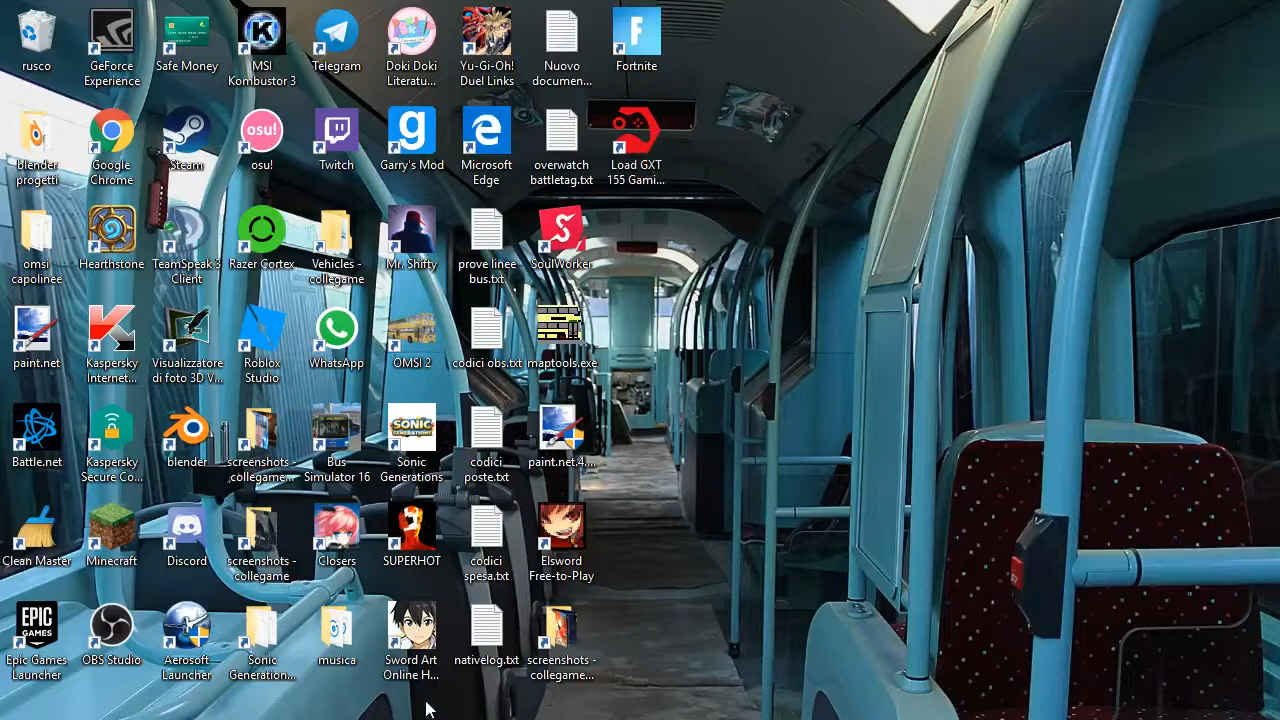 rusco
GeForce
Experience
Safe Money
MSI
Kombustor 3
Telegram
Doki Doki
Literatu...
Yu-Gi-Oh!
Duel Links
Nuovo
documen...
Fortnite
blender
progetti
Google
Chrome
Steam
osu!
osu!
Twitch
Garry's Mod
Microsoft
Edge
overwatch
battletag.txt
Load GXT
155 Gami...
omsi
capolinee
Hearthstone
TeamSpeak 3
Client
Razer Cortex
Vehicles -
collegame
Mr. Shifty
prove linee
bus.txt
SoulWorker
paint.net
Kaspersky
Internet...
Visualizzatore
di foto 3D V...
Roblox
Studio
WhatsApp
OMSI 2
codici obs.txt
maptools.exe
Battle.net
Kaspersky
Secure Co...
blender
screenshots -
collegame...
Bus
Simulator 16
SONIC
GENERATIONS
Sonic
Generations
codici
poste.txt
paint.net.4....
Clean Master
Minecraft
Discord
screenshots -
collegame
Closers
SUPERHOT
codici
spesa.txt
Elsword
Free-to-Play
EPIC
GAMES
Epic Games
Launcher
OBS Studio
Aerosoft
Launcher
Sonic
Generation...
musica
Sword Art
Online H...
nativelog.txt
screenshots -
collegame...